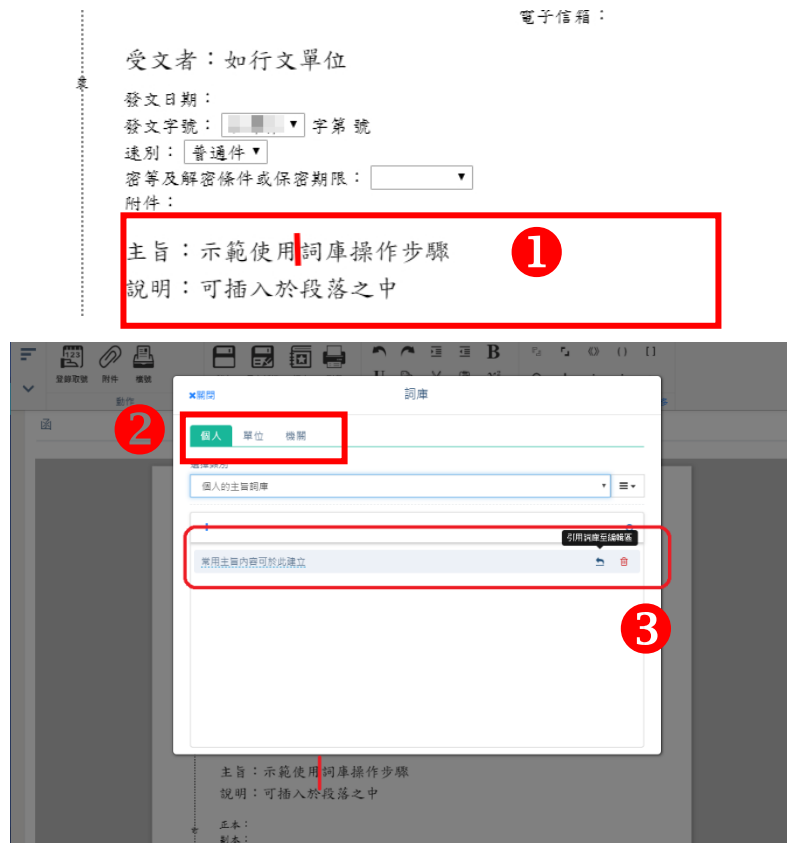 電子信箱：
受文者：如行文單位
發文日期：
發文字號： 字第 號
速別：普通件
密等及解密條件或保密期限：
附件：
主旨：示範使用詞庫操作步驟
說明：可插入於段落之中
1
登錄取號 附件 檔號
動作
函
×關閉 詞庫
2
個人 單位 機關
選擇類別
個人的主旨詞庫
引用詞庫至編輯區
常用主旨內容可於此建立
3
主旨：示範使用詞庫操作步驟
說明：可插入於段落之中
正本：
副本：